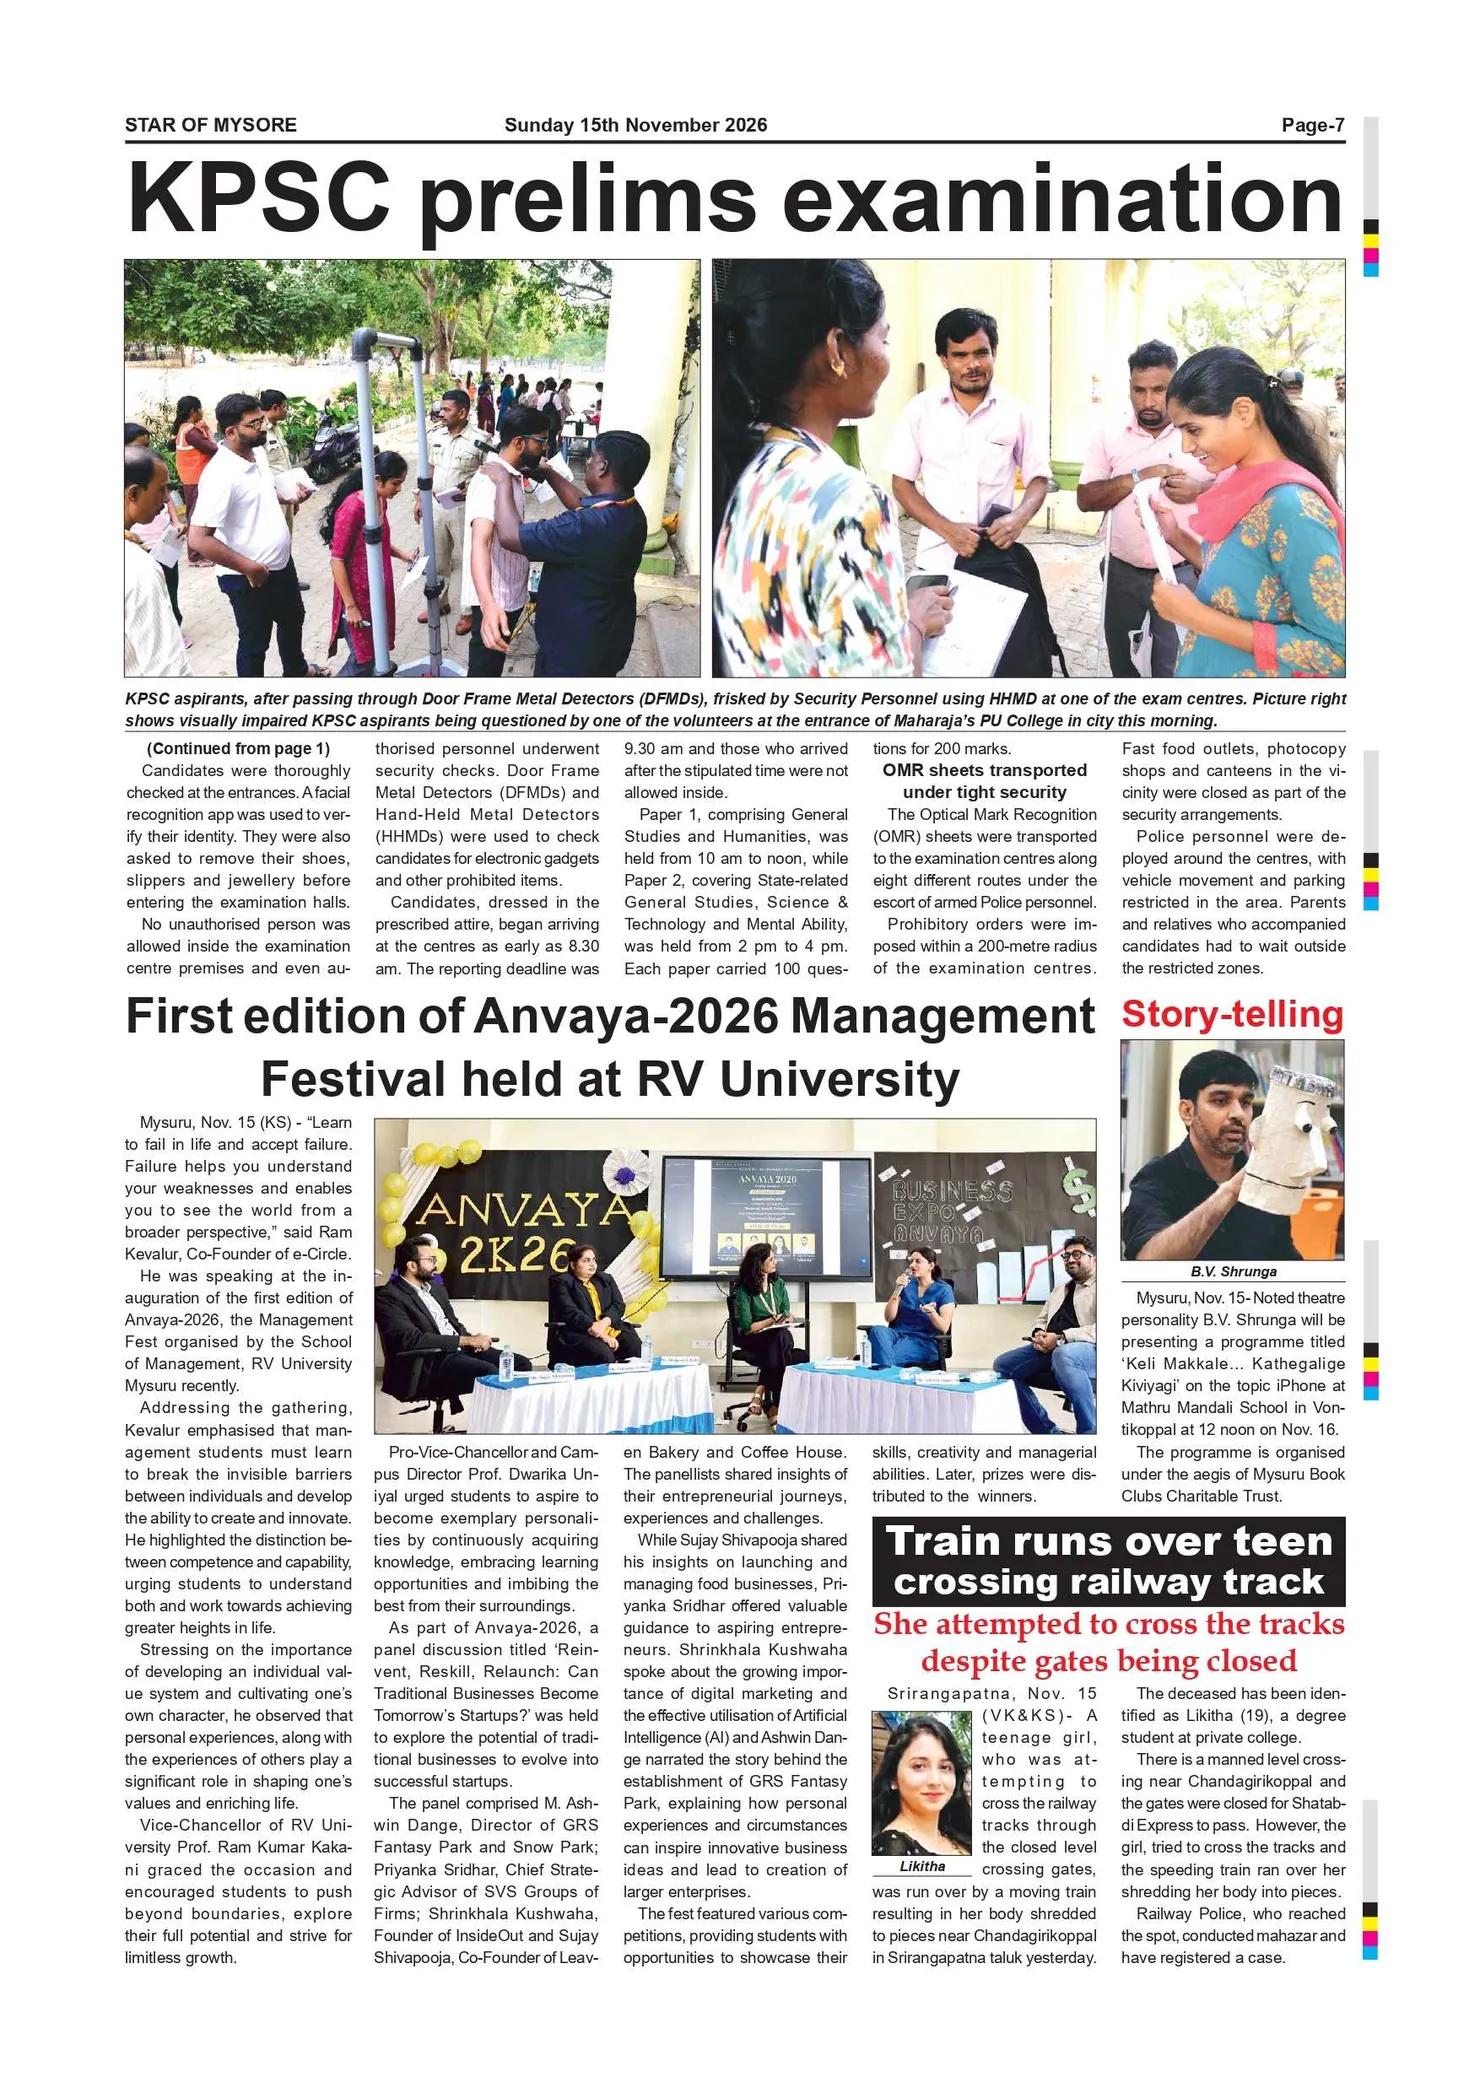 STAR OF MYSORE Sunday 15th November 2026 Page-7
KPSC prelims examination
KPSC aspirants, after passing through Door Frame Metal Detectors (DFMDs), frisked by Security Personnel using HHMD at one of the exam centres. Picture right
shows visually impaired KPSC aspirants being questioned by one of the volunteers at the entrance of Maharaja's PU College in city this morning.
(Continued from page 1)
Candidates were thoroughly
checked at the entrances. A facial
recognition app was used to ver-
ify their identity. They were also
asked to remove their shoes,
slippers and jewellery before
entering the examination halls.
No unauthorised person was
allowed inside the examination
centre premises and even au-
thorised personnel underwent
security checks. Door Frame
Metal Detectors (DFMDs) and
Hand-Held Metal Detectors
(HHMDs) were used to check
candidates for electronic gadgets
and other prohibited items.
Candidates, dressed in the
prescribed attire, began arriving
at the centres as early as 8.30
am. The reporting deadline was
9.30 am and those who arrived
after the stipulated time were not
allowed inside.
Paper 1, comprising General
Studies and Humanities, was
held from 10 am to noon, while
Paper 2, covering State-related
General Studies, Science &
Technology and Mental Ability,
was held from 2 pm to 4 pm.
Each paper carried 100 ques-
tions for 200 marks.
OMR sheets transported
under tight security
The Optical Mark Recognition
(OMR) sheets were transported
to the examination centres along
eight different routes under the
escort of armed Police personnel.
Prohibitory orders were im-
posed within a 200-metre radius
of the examination centres.
Fast food outlets, photocopy
shops and canteens in the vi-
cinity were closed as part of the
security arrangements.
Police personnel were de-
ployed around the centres, with
vehicle movement and parking
restricted in the area. Parents
and relatives who accompanied
candidates had to wait outside
the restricted zones.
First edition of Anvaya-2026 Management
Festival held at RV University
Mysuru, Nov. 15 (KS) - “Learn
to fail in life and accept failure.
Failure helps you understand
your weaknesses and enables
you to see the world from a
broader perspective,” said Ram
Kevalur, Co-Founder of e-Circle.
He was speaking at the in-
auguration of the first edition of
Anvaya-2026, the Management
Fest organised by the School
of Management, RV University
Mysuru recently.
Addressing the gathering,
Kevalur emphasised that man-
agement students must learn
to break the invisible barriers
between individuals and develop
the ability to create and innovate.
He highlighted the distinction be-
tween competence and capability,
urging students to understand
both and work towards achieving
greater heights in life.
Stressing on the importance
of developing an individual val-
ue system and cultivating one's
own character, he observed that
personal experiences, along with
the experiences of others play a
significant role in shaping one's
values and enriching life.
Vice-Chancellor of RV Uni-
versity Prof. Ram Kumar Kaka-
ni graced the occasion and
encouraged students to push
beyond boundaries, explore
their full potential and strive for
limitless growth.
ANVAYA
2K26
ANVAYA 2026
BUSINESS
EXPO
ANVAYA
$
Pro-Vice-Chancellor and Cam-
pus Director Prof. Dwarika Un-
iyal urged students to aspire to
become exemplary personali-
ties by continuously acquiring
knowledge, embracing learning
opportunities and imbibing the
best from their surroundings.
As part of Anvaya-2026, a
panel discussion titled ‘Rein-
vent, Reskill, Relaunch: Can
Traditional Businesses Become
Tomorrow's Startups?’ was held
to explore the potential of tradi-
tional businesses to evolve into
successful startups.
The panel comprised M. Ash-
win Dange, Director of GRS
Fantasy Park and Snow Park;
Priyanka Sridhar, Chief Strate-
gic Advisor of SVS Groups of
Firms; Shrinkhala Kushwaha,
Founder of InsideOut and Sujay
Shivapooja, Co-Founder of Leav-
en Bakery and Coffee House.
The panellists shared insights of
their entrepreneurial journeys,
experiences and challenges.
While Sujay Shivapooja shared
his insights on launching and
managing food businesses, Pri-
yanka Sridhar offered valuable
guidance to aspiring entrepre-
neurs. Shrinkhala Kushwaha
spoke about the growing impor-
tance of digital marketing and
the effective utilisation of Artificial
Intelligence (AI) and Ashwin Dan-
ge narrated the story behind the
establishment of GRS Fantasy
Park, explaining how personal
experiences and circumstances
can inspire innovative business
ideas and lead to creation of
larger enterprises.
The fest featured various com-
petitions, providing students with
opportunities to showcase their
skills, creativity and managerial
abilities. Later, prizes were dis-
tributed to the winners.
Story-telling
B.V. Shrunga
Mysuru, Nov. 15- Noted theatre
personality B.V. Shrunga will be
presenting a programme titled
‘Keli Makkale... Kathegalige
Kiviyagi’ on the topic iPhone at
Mathru Mandali School in Von-
tikoppal at 12 noon on Nov. 16.
The programme is organised
under the aegis of Mysuru Book
Clubs Charitable Trust.
Train runs over teen
crossing railway track
She attempted to cross the tracks
despite gates being closed
Srirangapatna, Nov. 15
(VK&KS)- A
teenage girl,
who was at-
tempting to
cross the railway
tracks through
the closed level
crossing gates,
Likitha
was run over by a moving train
resulting in her body shredded
to pieces near Chandagirikoppal
in Srirangapatna taluk yesterday.
The deceased has been iden-
tified as Likitha (19), a degree
student at private college.
There is a manned level cross-
ing near Chandagirikoppal and
the gates were closed for Shatab-
di Express to pass. However, the
girl, tried to cross the tracks and
the speeding train ran over her
shredding her body into pieces.
Railway Police, who reached
the spot, conducted mahazar and
have registered a case.